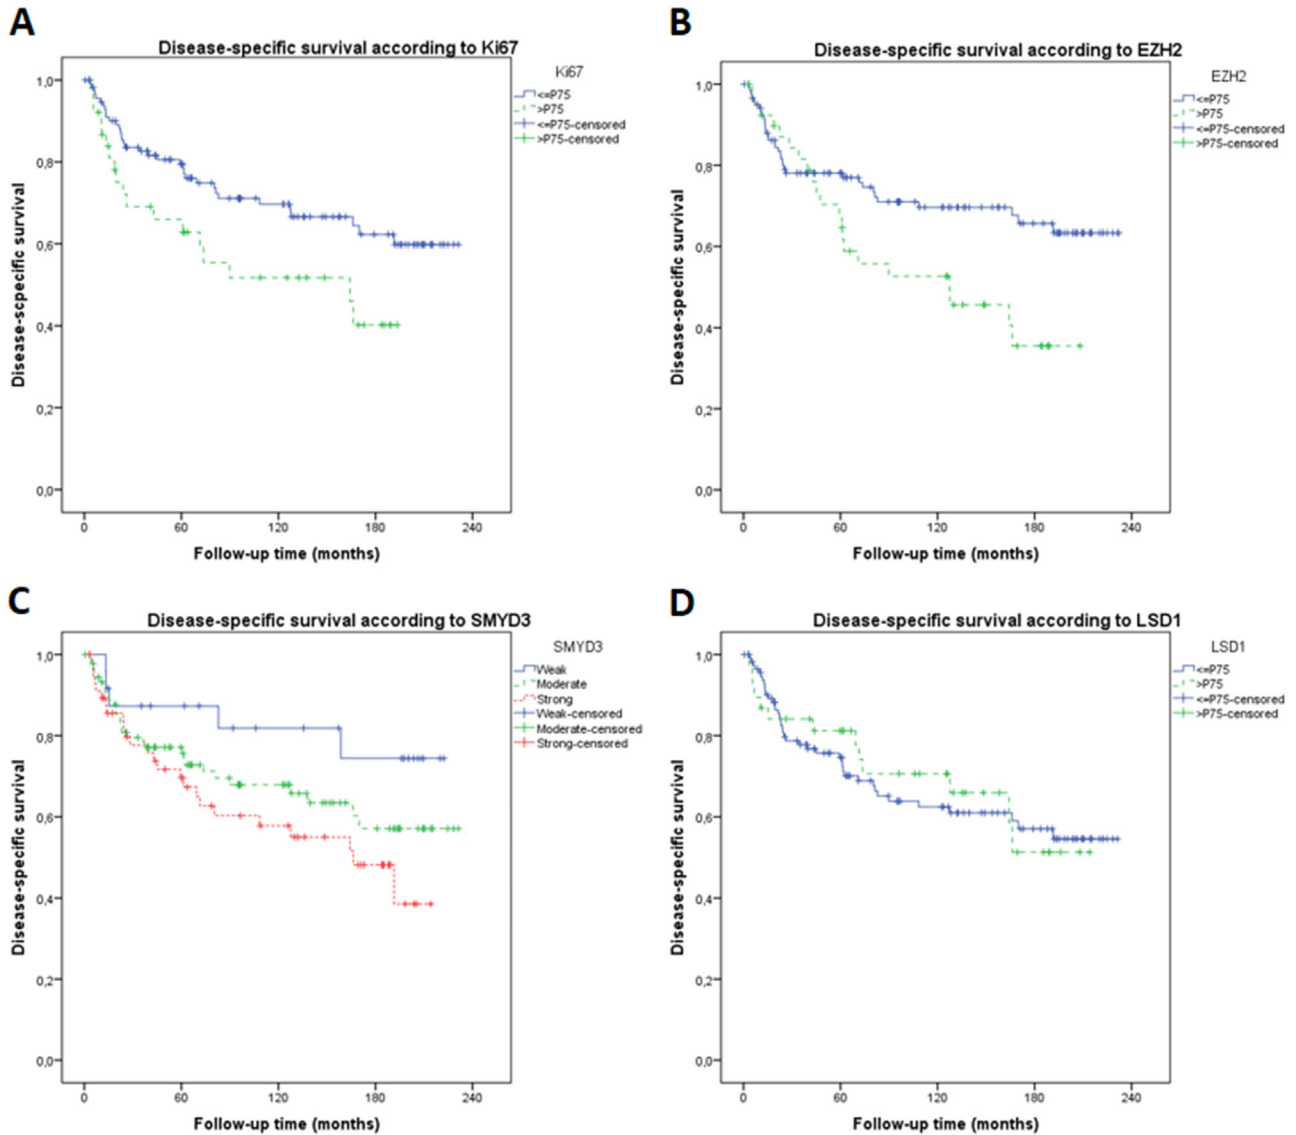 A
Disease-specific survival according to Ki67
Disease-scpecific survival
1,0
0,8
0,6
0,4
0,2
0,0
0 60 120 180 240
Follow-up time (months)
Ki67
<=P75
>P75
<=P75-censored
>P75-censored
B
Disease-specific survival according to EZH2
Disease-specific survival
1,0
0,8
0,6
0,4
0,2
0,0
0 60 120 180 240
Follow-up time (months)
EZH2
<=P75
>P75
<=P75-censored
>P75-censored
C
Disease-specific survival according to SMYD3
Disease-specific survival
1,0
0,8
0,6
0,4
0,2
0,0
0 60 120 180 240
Follow-up time (months)
SMYD3
Weak
Moderate
Strong
Weak-censored
Moderate-censored
Strong-censored
D
Disease-specific survival according to LSD1
Disease-specific survival
1,0
0,8
0,6
0,4
0,2
0,0
0 60 120 180 240
Follow-up time (months)
LSD1
<=P75
>P75
<=P75-censored
>P75-censored